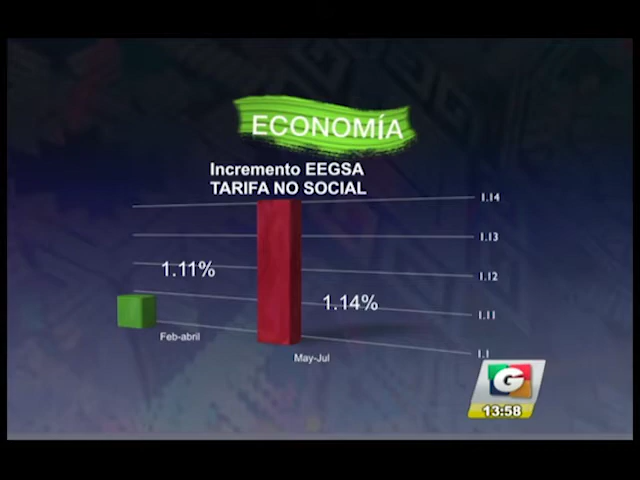 ECONOMÍA
Incremento EEGSA
TARIFA NO SOCIAL
1.14
1.13
1.11%
1.12
1.14%
1.11
Feb-abril
May-Jul
1.1
G
13:58